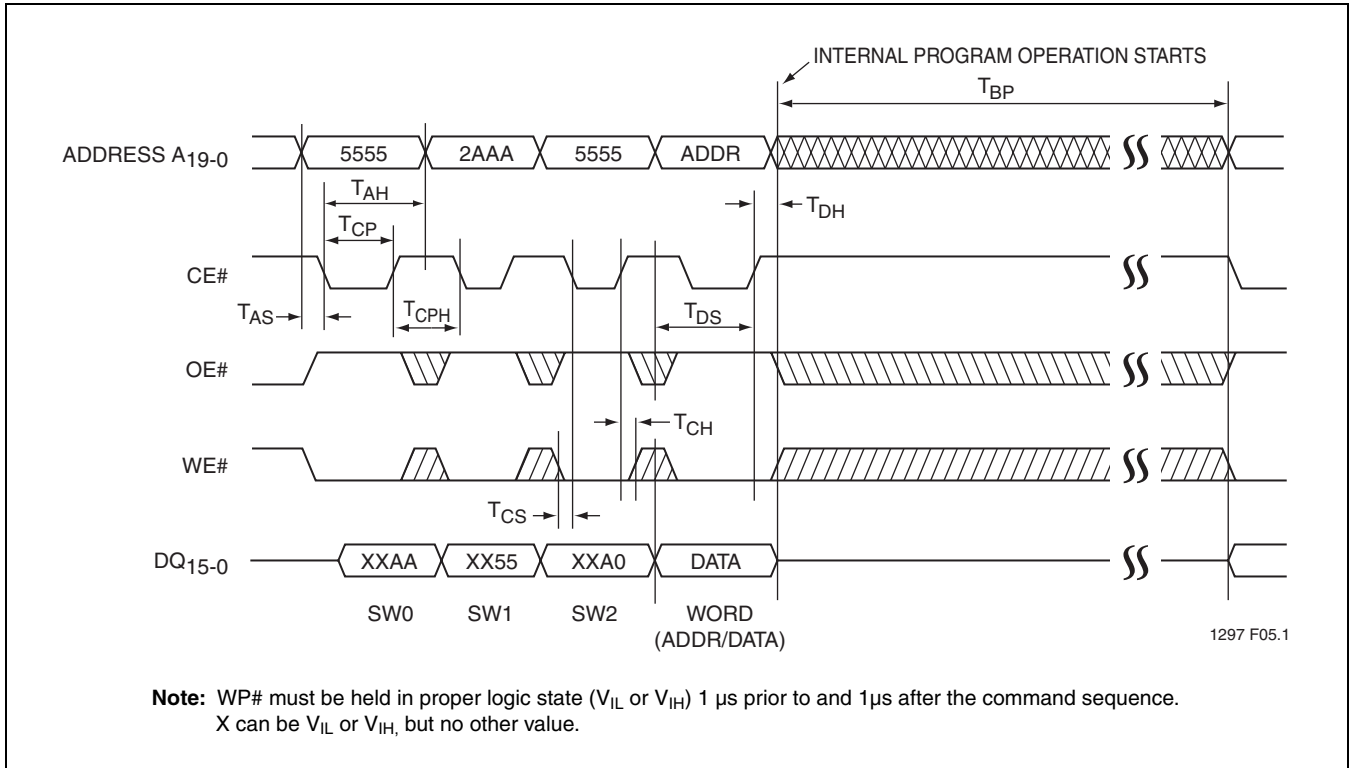 INTERNAL PROGRAM OPERATION STARTS
TBP
ADDRESS A19-0
5555
2AAA
5555
ADDR
TAH
TDH
TCP
CE#
TAS
TCPH
TDS
OE#
TCH
WE#
TCS
DQ15-0
XXAA
XX55
XXA0
DATA
SW0
SW1
SW2
WORD
(ADDR/DATA)
1297 F05.1
Note: WP# must be held in proper logic state (VIL or VIH) 1 µs prior to and 1µs after the command sequence.
X can be VIL or VIH, but no other value.